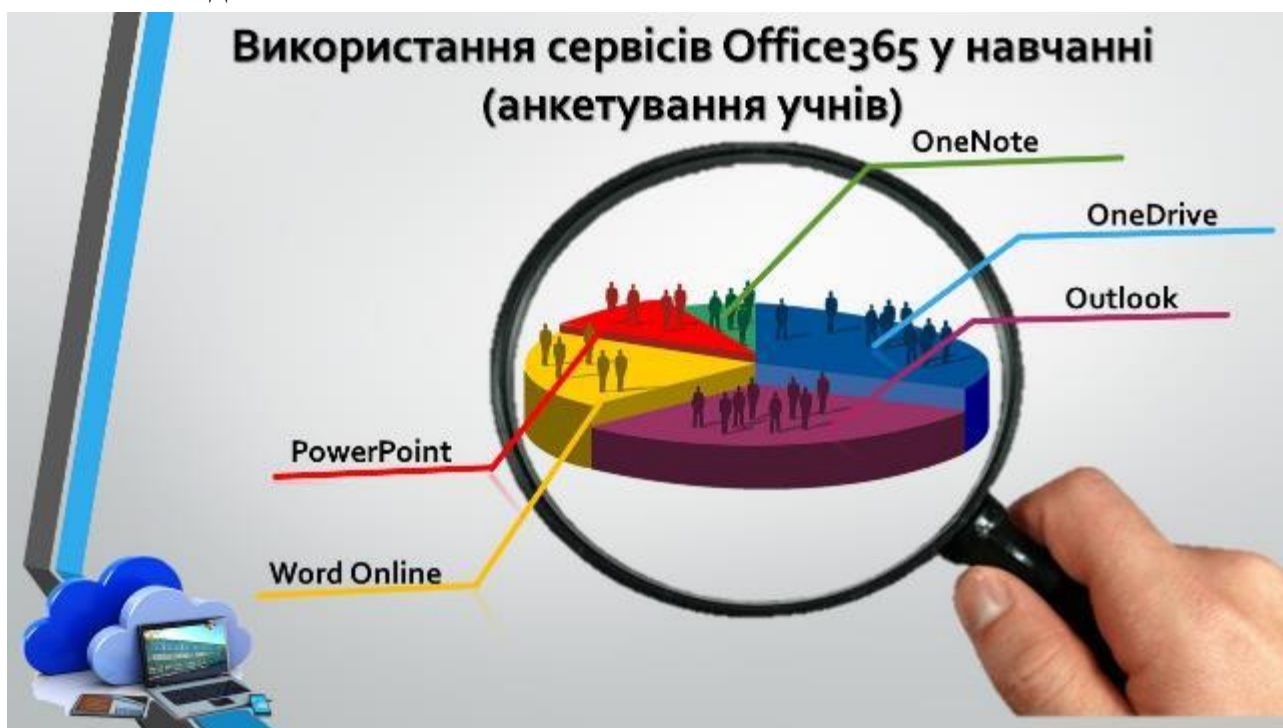 Використання сервісів Office365 у навчанні
(анкетування учнів)
OneNote
OneDrive
Outlook
PowerPoint
Word Online